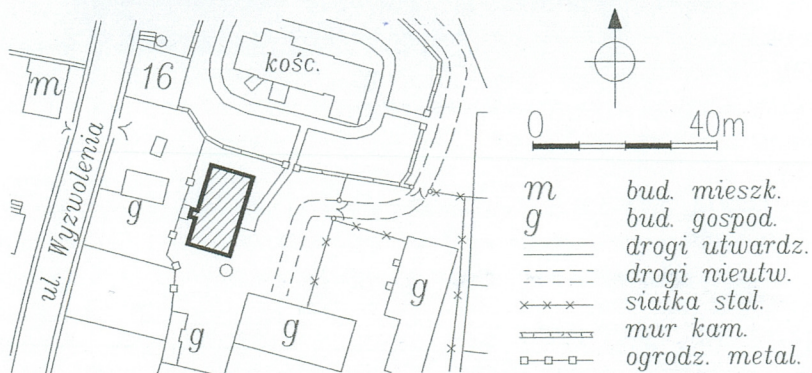 kośc.
16
m
ul. Wyzwolenia
g
g
g
g
0 40m
m bud. mieszk.
g bud. gospod.
drogi utwardz.
drogi nieutw.
siatka stal.
mur kam.
ogrodz. metal.